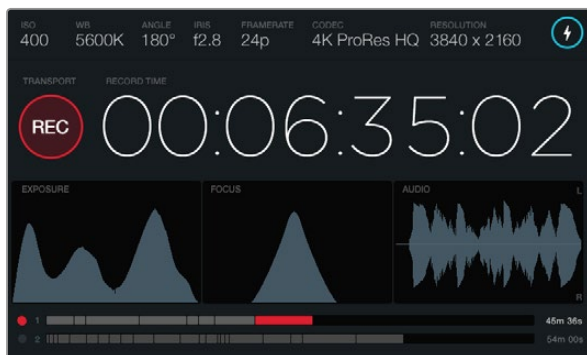 ISO WB ANGLE IRIS FRAMERATE CODEC RESOLUTION
400 5600K 180° f2.8 24p 4K ProRes HQ 3840 x 2160
TRANSPORT RECORD TIME
REC 00:06:35:02
EXPOSURE FOCUS AUDIO L
R
1 45m 36s
2 54m 00s